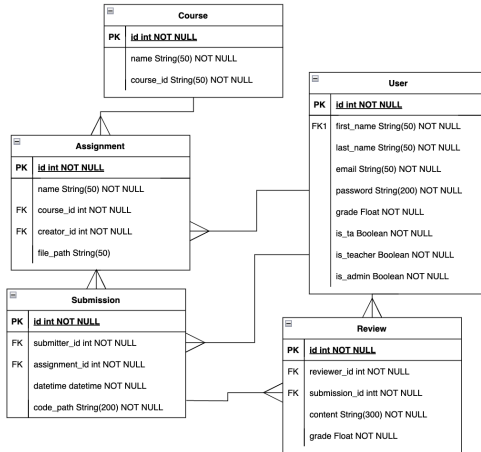 Course
PK id int NOT NULL
name String(50) NOT NULL
course_id String(50) NOT NULL
User
PK id int NOT NULL
FK1 first_name String(50) NOT NULL
last_name String(50) NOT NULL
email String(50) NOT NULL
password String(200) NOT NULL
grade Float NOT NULL
is_ta Boolean NOT NULL
is_teacher Boolean NOT NULL
is_admin Boolean NOT NULL
Assignment
PK id int NOT NULL
name String(50) NOT NULL
FK course_id int NOT NULL
FK creator_id int NOT NULL
file_path String(50)
Submission
PK id int NOT NULL
FK submitter_id int NOT NULL
FK assignment_id int NOT NULL
datetime datetime NOT NULL
code_path String(200) NOT NULL
Review
PK id int NOT NULL
FK reviewer_id int NOT NULL
FK submission_id intt NOT NULL
content String(300) NOT NULL
grade Float NOT NULL